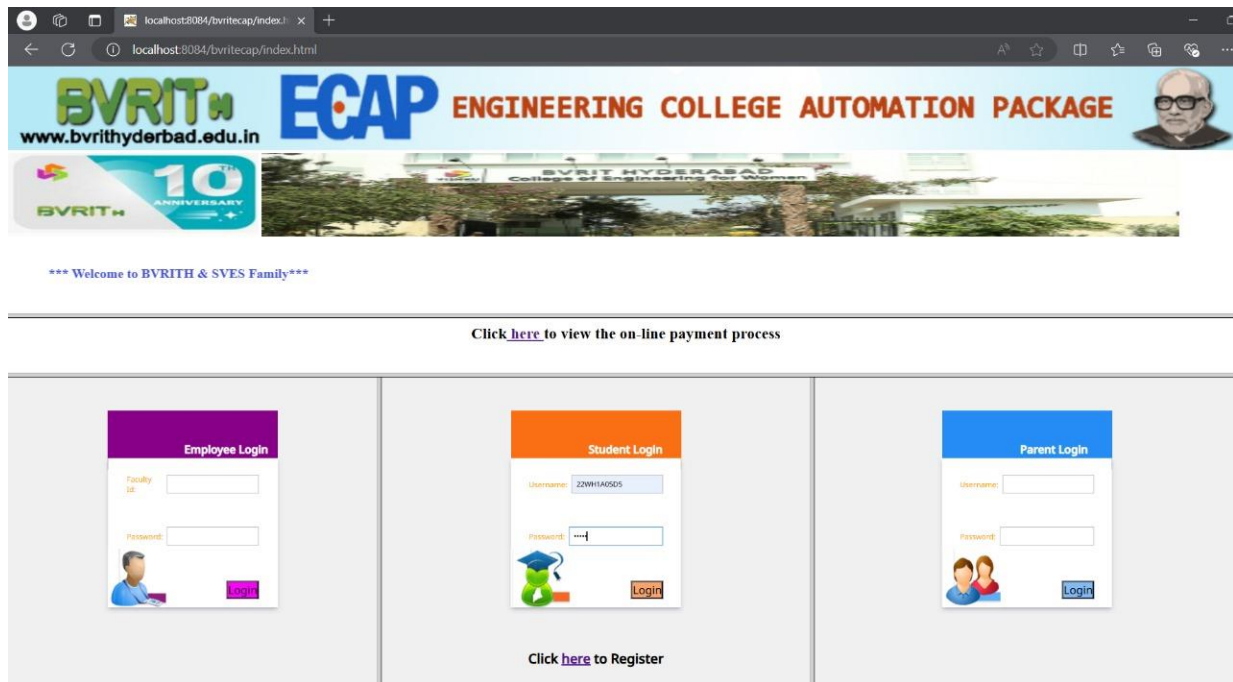 localhost:8084/bvritecap/index.h
localhost:8084/bvritecap/index.html
BVRITH
www.bvrithyderbad.edu.in
ECAP
ENGINEERING COLLEGE AUTOMATION PACKAGE
BVRITH
10TH
ANNIVERSARY
BVRIT HYDERABAD
College of Engineering for Women
*** Welcome to BVRITH & SVES Family***
Click here to view the on-line payment process
Employee Login
Faculty
Id:
Password:
Login
Student Login
Username: 22WH1A05D5
Password: •••••
Login
Click here to Register
Parent Login
Username:
Password:
Login